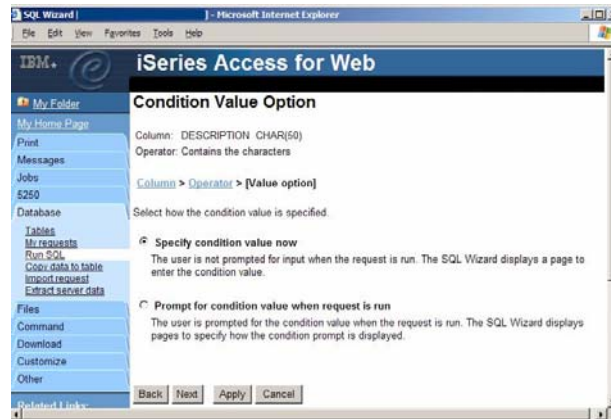 SQL Wizard [ ] - Microsoft Internet Explorer
File Edit View Favorites Tools Help
IBM.
iSeries Access for Web
My Folder
My Home Page
Print
Messages
Jobs
5250
Database
Tables
My requests
Run SQL
Copy data to table
Import request
Extract server data
Files
Command
Download
Customize
Other
Related Links:
Condition Value Option
Column: DESCRIPTION CHAR(50)
Operator: Contains the characters
Column > Operator > [Value option]
Select how the condition value is specified.
Specify condition value now
The user is not prompted for input when the request is run. The SQL Wizard displays a page to
enter the condition value.
Prompt for condition value when request is run
The user is prompted for the condition value when the request is run. The SQL Wizard displays
pages to specify how the condition prompt is displayed.
Back Next Apply Cancel